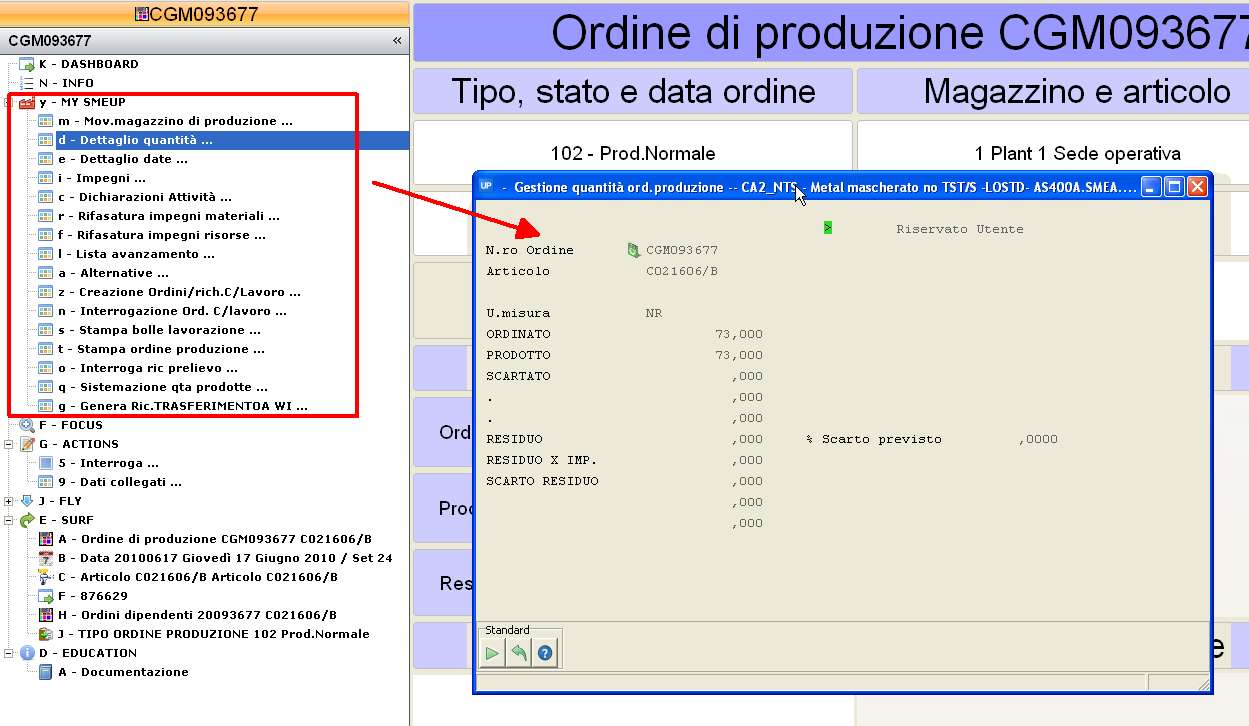 CGM093677
CGM093677 «
K - DASHBOARD
N - INFO
y - MY SMEUP
m - Mov.magazzino di produzione ...
d - Dettaglio quantità ...
e - Dettaglio date ...
i - Impegni ...
c - Dichiarazioni Attività ...
r - Rifasatura impegni materiali ...
f - Rifasatura impegni risorse ...
l - Lista avanzamento ...
a - Alternative ...
z - Creazione Ordini/rich.C/Lavoro ...
n - Interrogazione Ord. C/lavoro ...
s - Stampa bolle lavorazione ...
t - Stampa ordine produzione ...
o - Interroga ric prelievo ...
q - Sistemazione qta prodotte ...
g - Genera Ric.TRASFERIMENTOA WI ...
F - FOCUS
G - ACTIONS
5 - Interroga ...
9 - Dati collegati ...
J - FLY
E - SURF
A - Ordine di produzione CGM093677 C021606/B
B - Data 20100617 Giovedì 17 Giugno 2010 / Set 24
C - Articolo C021606/B Articolo C021606/B
F - 876629
H - Ordini dipendenti 20093677 C021606/B
J - TIPO ORDINE PRODUZIONE 102 Prod.Normale
D - EDUCATION
A - Documentazione
Ordine di produzione CGM093677
Tipo, stato e data ordine Magazzino e articolo
102 - Prod.Normale 1 Plant 1 Sede operativa
Ord
Proc
Res
e
UP - Gestione quantità ord.produzione -- CA2_NTS - Metal mascherato no TST/S -LOSTD- AS400A.SMEA....
> Riservato Utente
N.ro Ordine CGM093677
Articolo C021606/B
U.misura NR
ORDINATO 73,000
PRODOTTO 73,000
SCARTATO ,000
. ,000
. ,000
RESIDUO ,000 % Scarto previsto ,0000
RESIDUO X IMP. ,000
SCARTO RESIDUO ,000
,000
,000
Standard